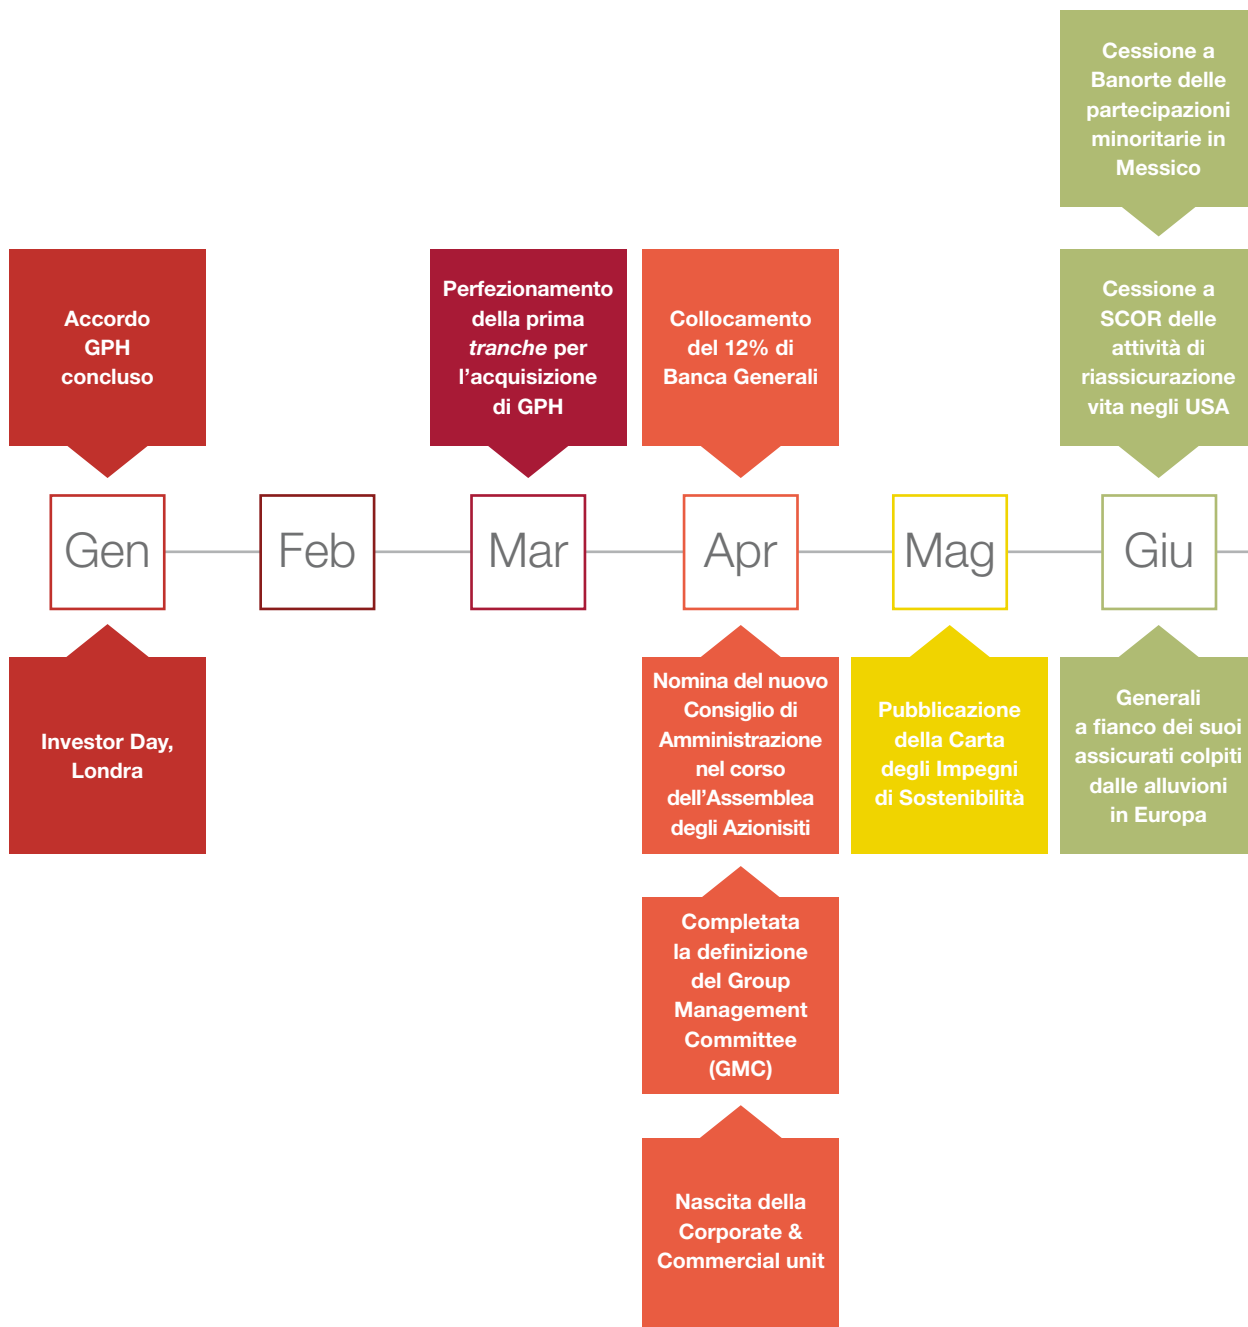 Cessione a
Banorte delle
partecipazioni
minoritarie in
Messico
Accordo
GPH
concluso
Perfezionamento
della prima
tranche per
l’acquisizione
di GPH
Collocamento
del 12% di
Banca Generali
Cessione a
SCOR delle
attività di
riassicurazione
vita negli USA
Gen
Feb
Mar
Apr
Mag
Giu
Investor Day,
Londra
Nomina del nuovo
Consiglio di
Amministrazione
nel corso
dell’Assemblea
degli Azionisiti
Pubblicazione
della Carta
degli Impegni
di Sostenibilità
Generali
a fianco dei suoi
assicurati colpiti
dalle alluvioni
in Europa
Completata
la definizione
del Group
Management
Committee
(GMC)
Nascita della
Corporate &
Commercial unit